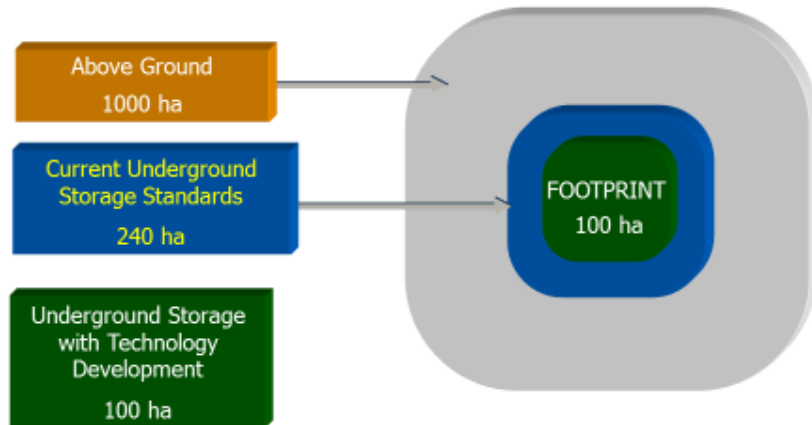 Above Ground
1000 ha
Current Underground
Storage Standards
240 ha
FOOTPRINT
100 ha
Underground Storage
with Technology
Development
100 ha